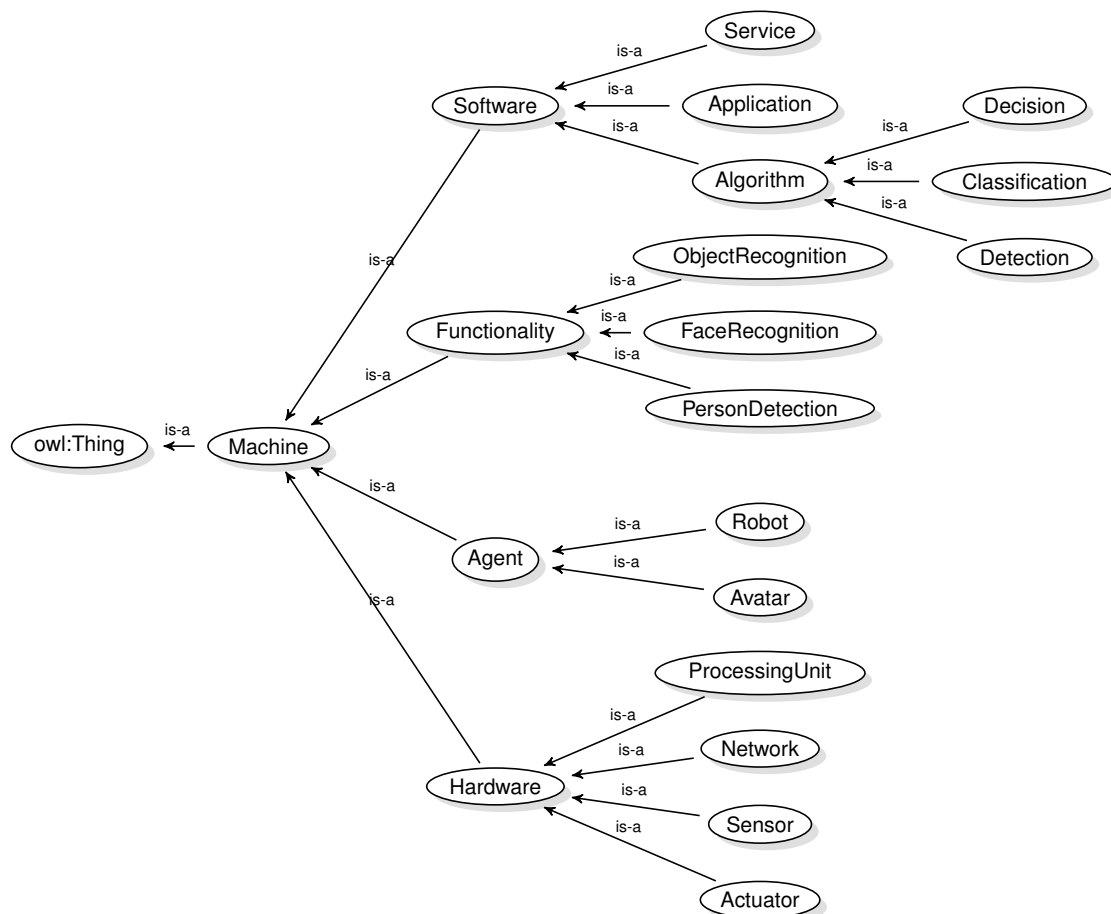 Service
is-a
Software
is-a
Application
Decision
is-a
is-a
Algorithm
is-a
Classification
is-a
Detection
is-a
ObjectRecognition
is-a
Functionality
is-a
FaceRecognition
is-a
is-a
PersonDetection
owl:Thing
is-a
Machine
is-a
Robot
is-a
Agent
is-a
Avatar
is-a
ProcessingUnit
is-a
Network
is-a
Hardware
is-a
Sensor
is-a
Actuator